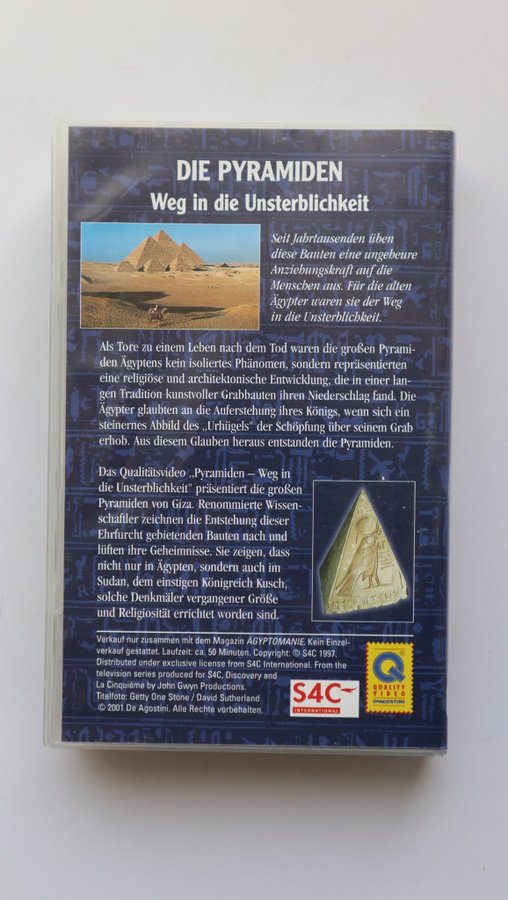 DIE PYRAMIDEN
Weg in die Unsterblichkeit
Seit Jahrtausenden üben
diese Bauten eine ungeheure
Anziehungskraft auf die
Menschen aus. Für die alten
Ägypter waren sie der Weg
in die Unsterblichkeit.
Als Tore zu einem Leben nach dem Tod waren die großen Pyrami-
den Ägyptens kein isoliertes Phänomen, sondern repräsentierten
eine religiöse und architektonische Entwicklung, die in einer lan-
gen Tradition kunstvoller Grabbauten ihren Niederschlag fand. Die
Ägypter glaubten an die Auferstehung ihres Königs, wenn sich ein
steinernes Abbild des „Urhügels" der Schöpfung über seinem Grab
erhob. Aus diesem Glauben heraus entstanden die Pyramiden.
Das Qualitätsvideo „Pyramiden – Weg in
die Unsterblichkeit" präsentiert die großen
Pyramiden von Giza. Renommierte Wissen-
schaftler zeichnen die Entstehung dieser
Ehrfurcht gebietenden Bauten nach und
lüften ihre Geheimnisse. Sie zeigen, dass
nicht nur in Ägypten, sondern auch im
Sudan, dem einstigen Königreich Kusch,
solche Denkmäler vergangener Größe
und Religiosität errichtet worden sind.
Verkauf nur zusammen mit dem Magazin ÄGYPTOMANIE. Kein Einzel-
verkauf gestattet. Laufzeit: ca. 50 Minuten. Copyright: © S4C 1997.
Distributed under exclusive license from S4C International. From the
television series produced for S4C, Discovery and
La Cinquième by John Gwyn Productions.
Titelfoto: Getty One Stone / David Sutherland
© 2001 De Agostini. Alle Rechte vorbehalten.
S4C
INTERNATIONAL
Q
QUALITY
VIDEO
DEAGOSTINI